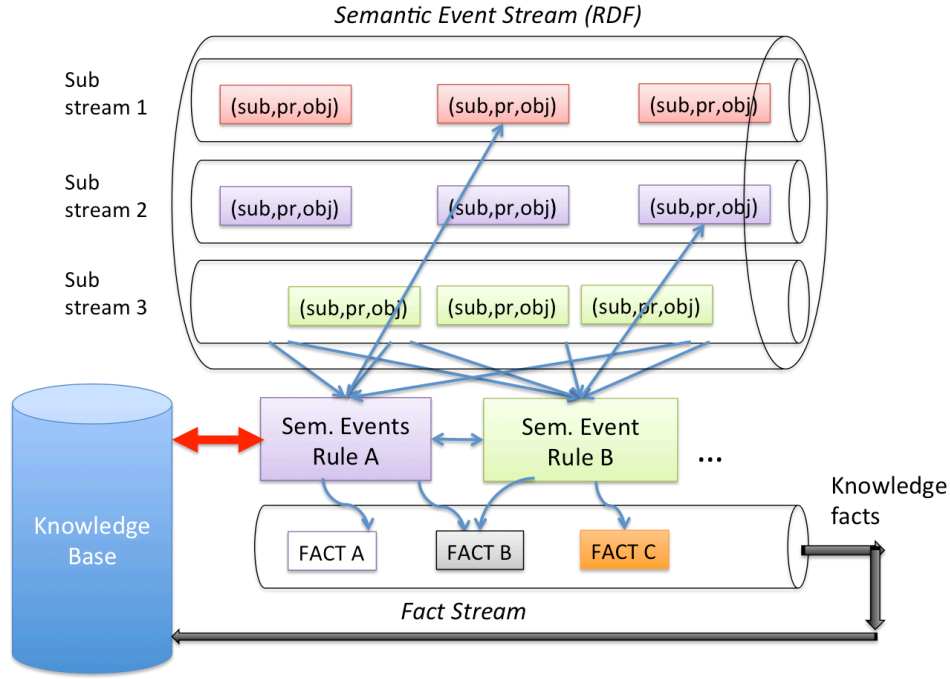 Semantic Event Stream (RDF)
Sub
stream 1
(sub,pr,obj) (sub,pr,obj) (sub,pr,obj)
Sub
stream 2
(sub,pr,obj) (sub,pr,obj) (sub,pr,obj)
Sub
stream 3
(sub,pr,obj) (sub,pr,obj) (sub,pr,obj)
Sem. Events
Rule A
Sem. Event
Rule B
...
Knowledge
Base
Knowledge
facts
FACT A FACT B FACT C
Fact Stream